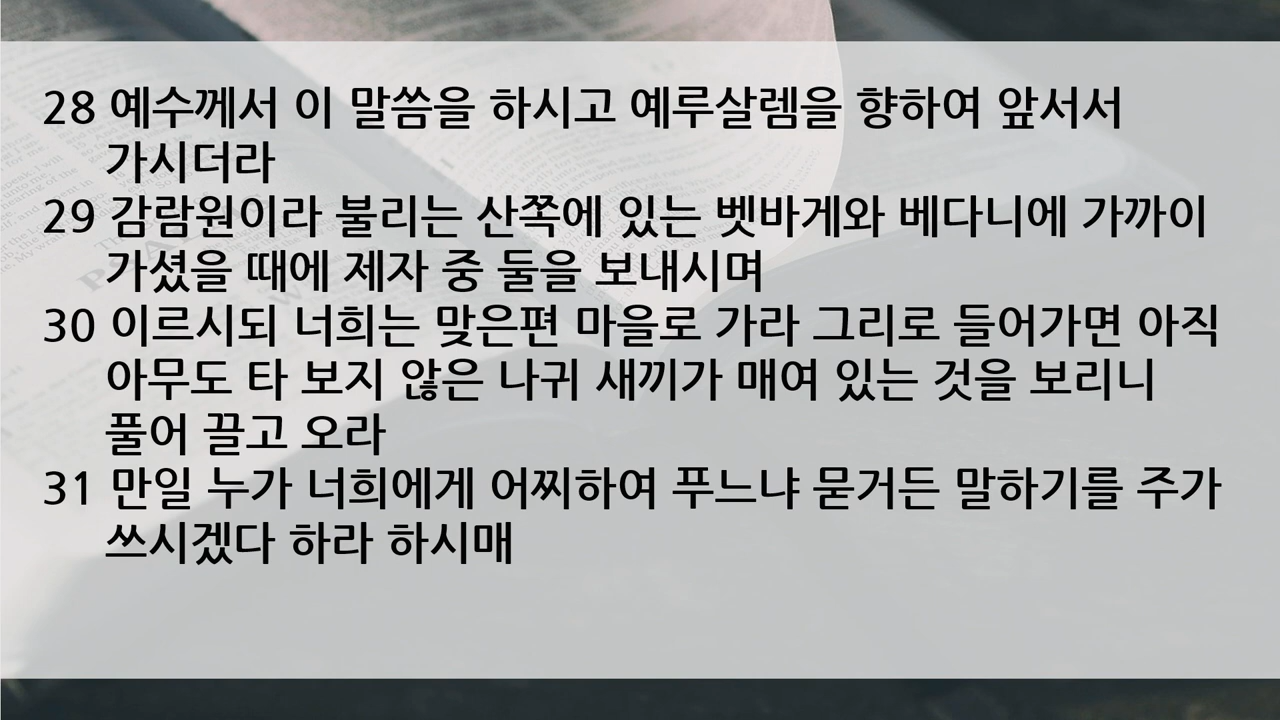 28 예수께서 이 말씀을 하시고 예루살렘을 향하여 앞서서
가시더라
29 감람원이라 불리는 산쪽에 있는 벳바게와 베다니에 가까이
가셨을 때에 제자 중 둘을 보내시며
30 이르시되 너희는 맞은편 마을로 가라 그리로 들어가면 아직
아무도 타 보지 않은 나귀 새끼가 매여 있는 것을 보리니
풀어 끌고 오라
31 만일 누가 너희에게 어찌하여 푸느냐 묻거든 말하기를 주가
쓰시겠다 하라 하시매